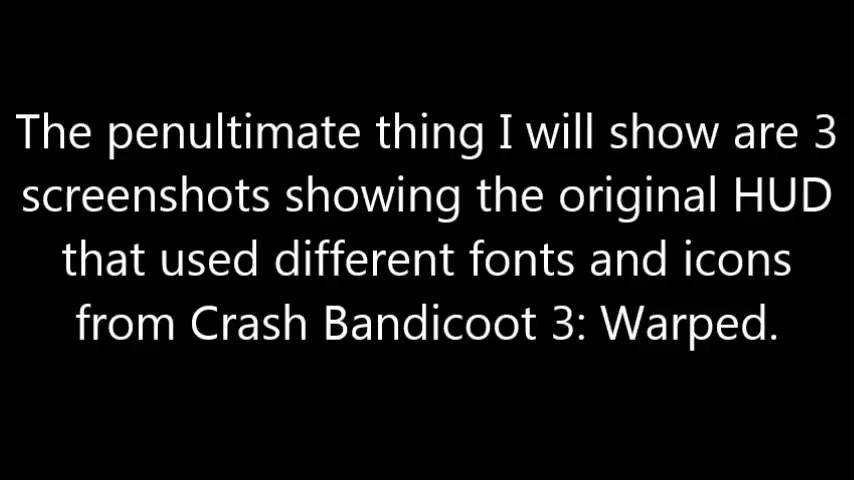 The penultimate thing I will show are 3
screenshots showing the original HUD
that used different fonts and icons
from Crash Bandicoot 3: Warped.